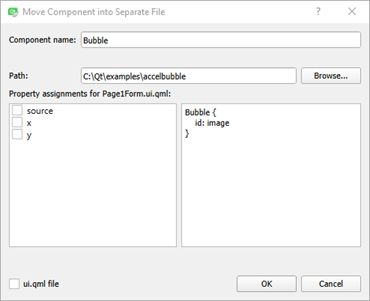 Move Component into Separate File
Component name: Bubble
Path: C:\Qt\examples\accelbubble Browse...
Property assignments for Page1Form.ui.qml:
source
x
y
Bubble {
    id: image
}
ui.qml file OK Cancel